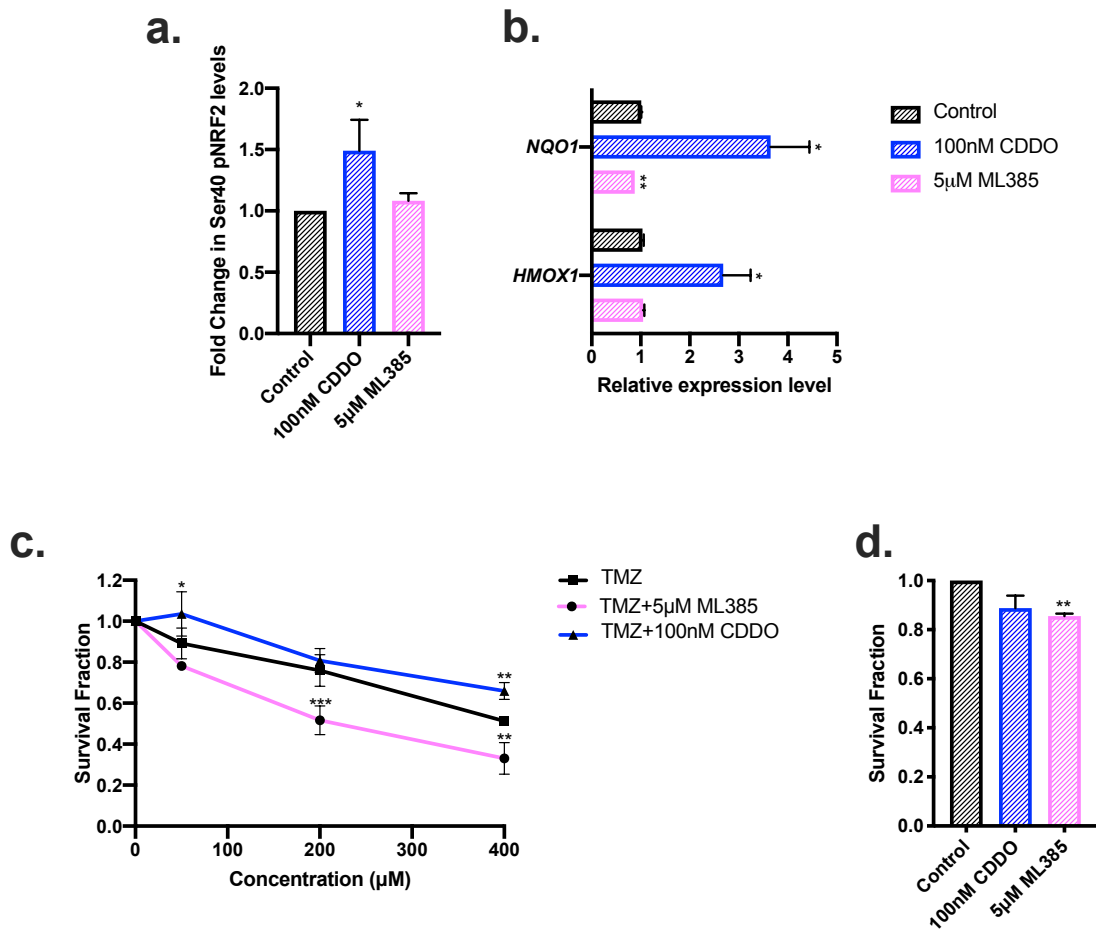 a.
Fold Change in Ser40 pNRF2 levels
2.0
1.5
1.0
0.5
0.0
*
Control
100nM CDDO
5µM ML385
b.
NQO1
HMOX1
*
**
*
0 1 2 3 4 5
Relative expression level
Control
100nM CDDO
5µM ML385
c.
Survival Fraction
1.2
1.0
0.8
0.6
0.4
0.2
0.0
*
***
**
**
0 100 200 300 400
Concentration (µM)
TMZ
TMZ+5µM ML385
TMZ+100nM CDDO
d.
Survival Fraction
1.0
0.8
0.6
0.4
0.2
0.0
**
Control
100nM CDDO
5µM ML385